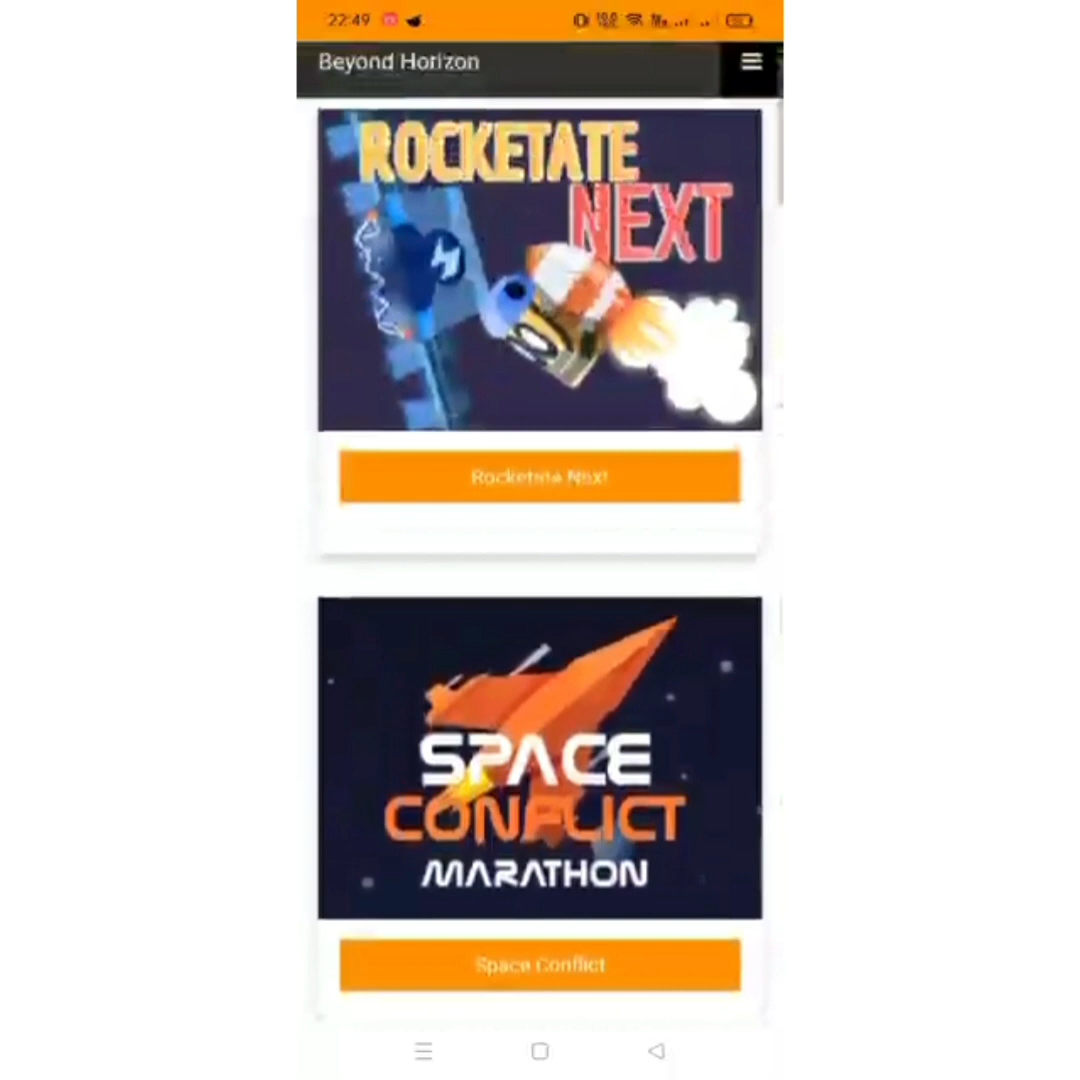 22:49
Beyond Horizon
ROCKETATE
NEXT
Rocketate Next
SPACE
CONFLICT
MARATHON
Space Conflict